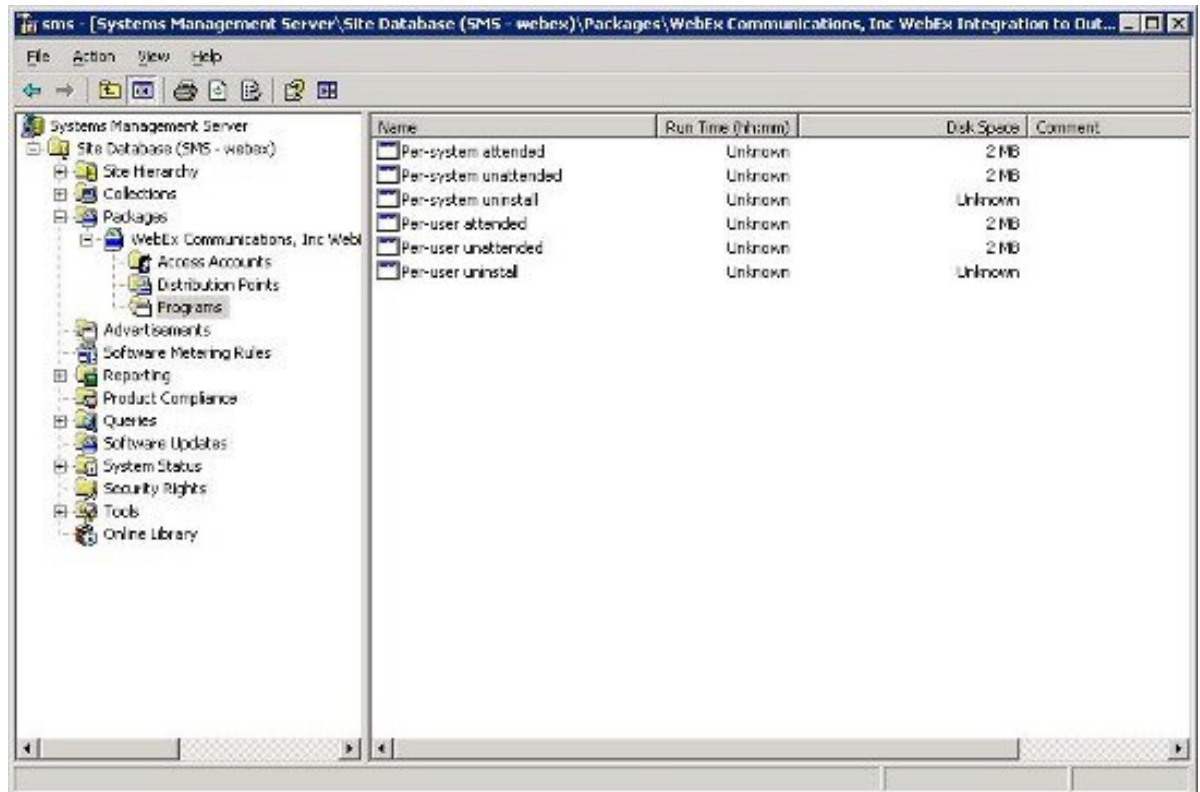 sms - [Systems Management Server\Site Database (SMS - webex)\Packages\WebEx Communications, Inc WebEx Integration to Out...
File Action View Help
Systems Management Server
Site Database (SMS - webex)
Site Hierarchy
Collections
Packages
WebEx Communications, Inc Webl
Access Accounts
Distribution Points
Programs
Advertisements
Software Metering Rules
Reporting
Product Compliance
Queries
Software Updates
System Status
Security Rights
Tools
Online Library
Name Run Time (hh:mm) Disk Space Comment
Per-system attended Unknown 2 MB
Per-system unattended Unknown 2 MB
Per-system uninstall Unknown Unknown
Per-user attended Unknown 2 MB
Per-user unattended Unknown 2 MB
Per-user uninstall Unknown Unknown